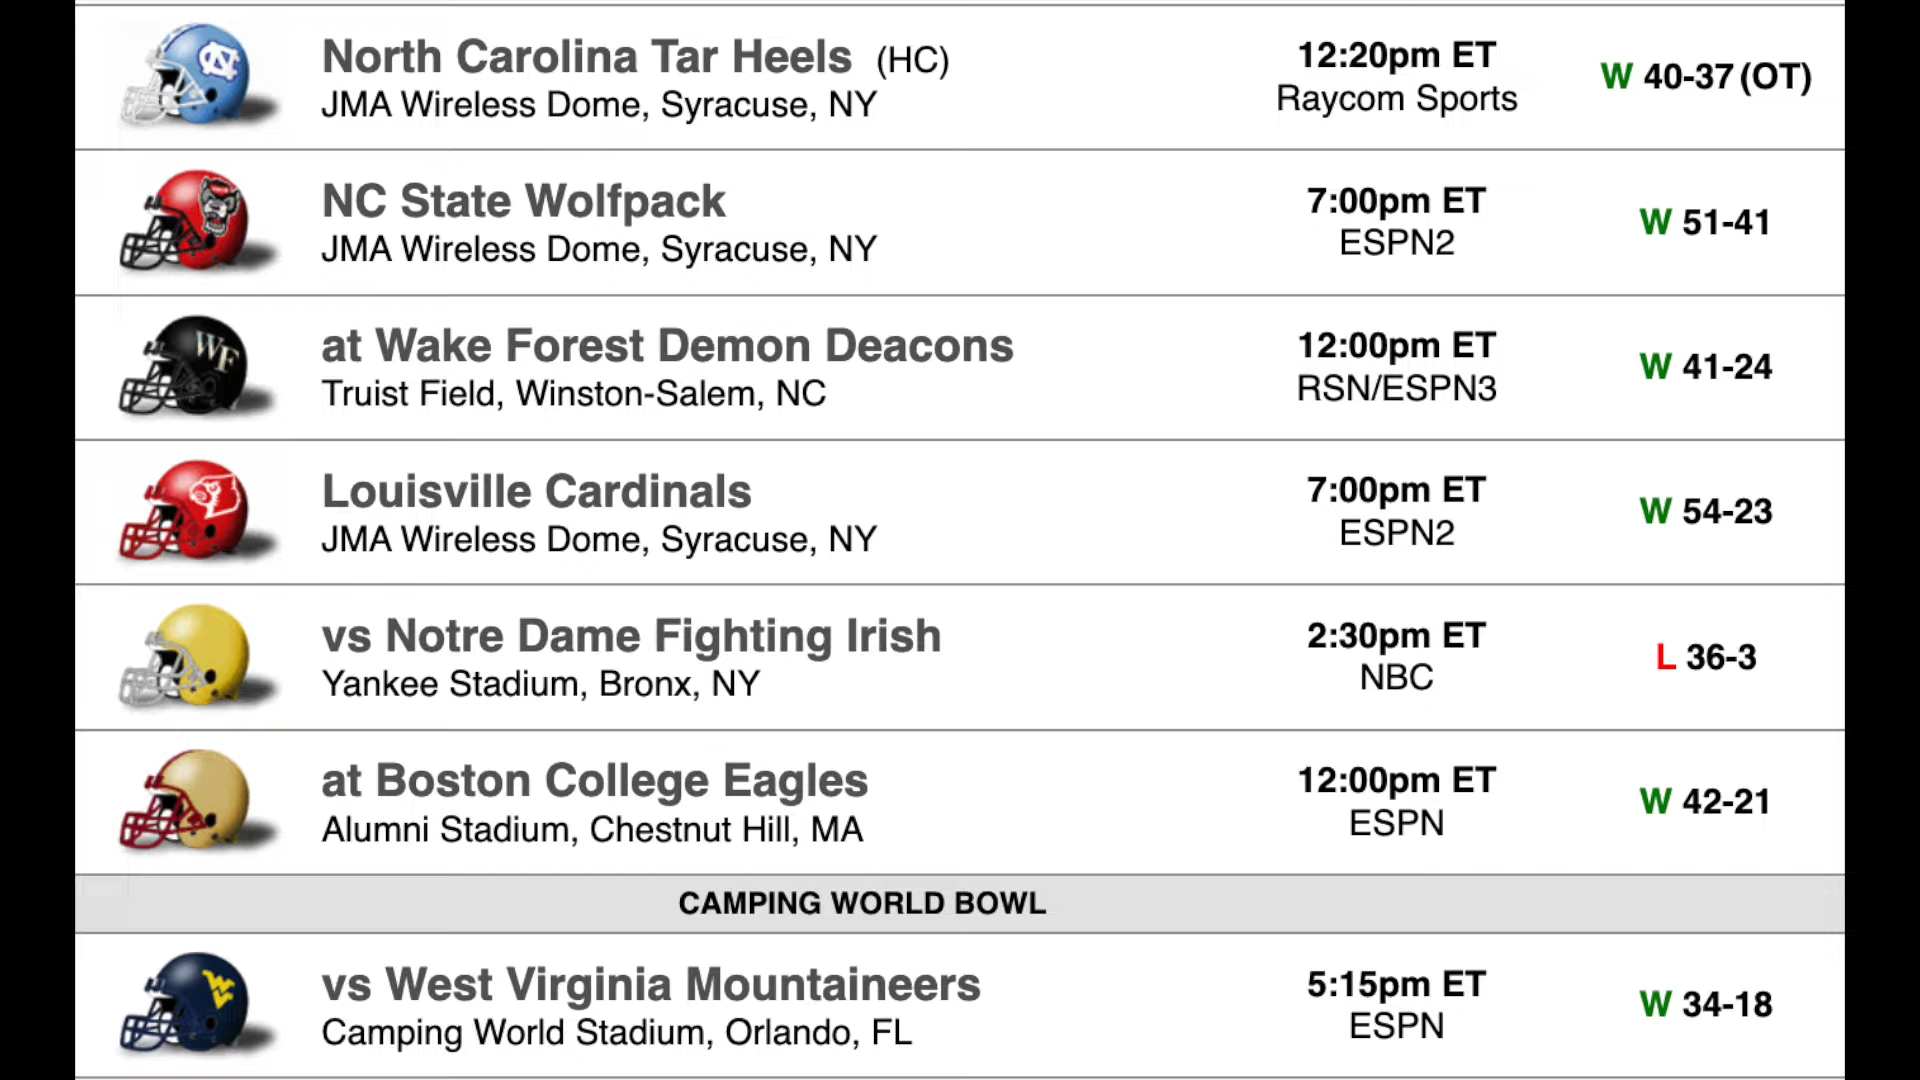 North Carolina Tar Heels (HC)
JMA Wireless Dome, Syracuse, NY
12:20pm ET
Raycom Sports
W 40-37 (OT)
NC State Wolfpack
JMA Wireless Dome, Syracuse, NY
7:00pm ET
ESPN2
W 51-41
WF
at Wake Forest Demon Deacons
Truist Field, Winston-Salem, NC
12:00pm ET
RSN/ESPN3
W 41-24
Louisville Cardinals
JMA Wireless Dome, Syracuse, NY
7:00pm ET
ESPN2
W 54-23
vs Notre Dame Fighting Irish
Yankee Stadium, Bronx, NY
2:30pm ET
NBC
L 36-3
at Boston College Eagles
Alumni Stadium, Chestnut Hill, MA
12:00pm ET
ESPN
W 42-21
CAMPING WORLD BOWL
vs West Virginia Mountaineers
Camping World Stadium, Orlando, FL
5:15pm ET
ESPN
W 34-18